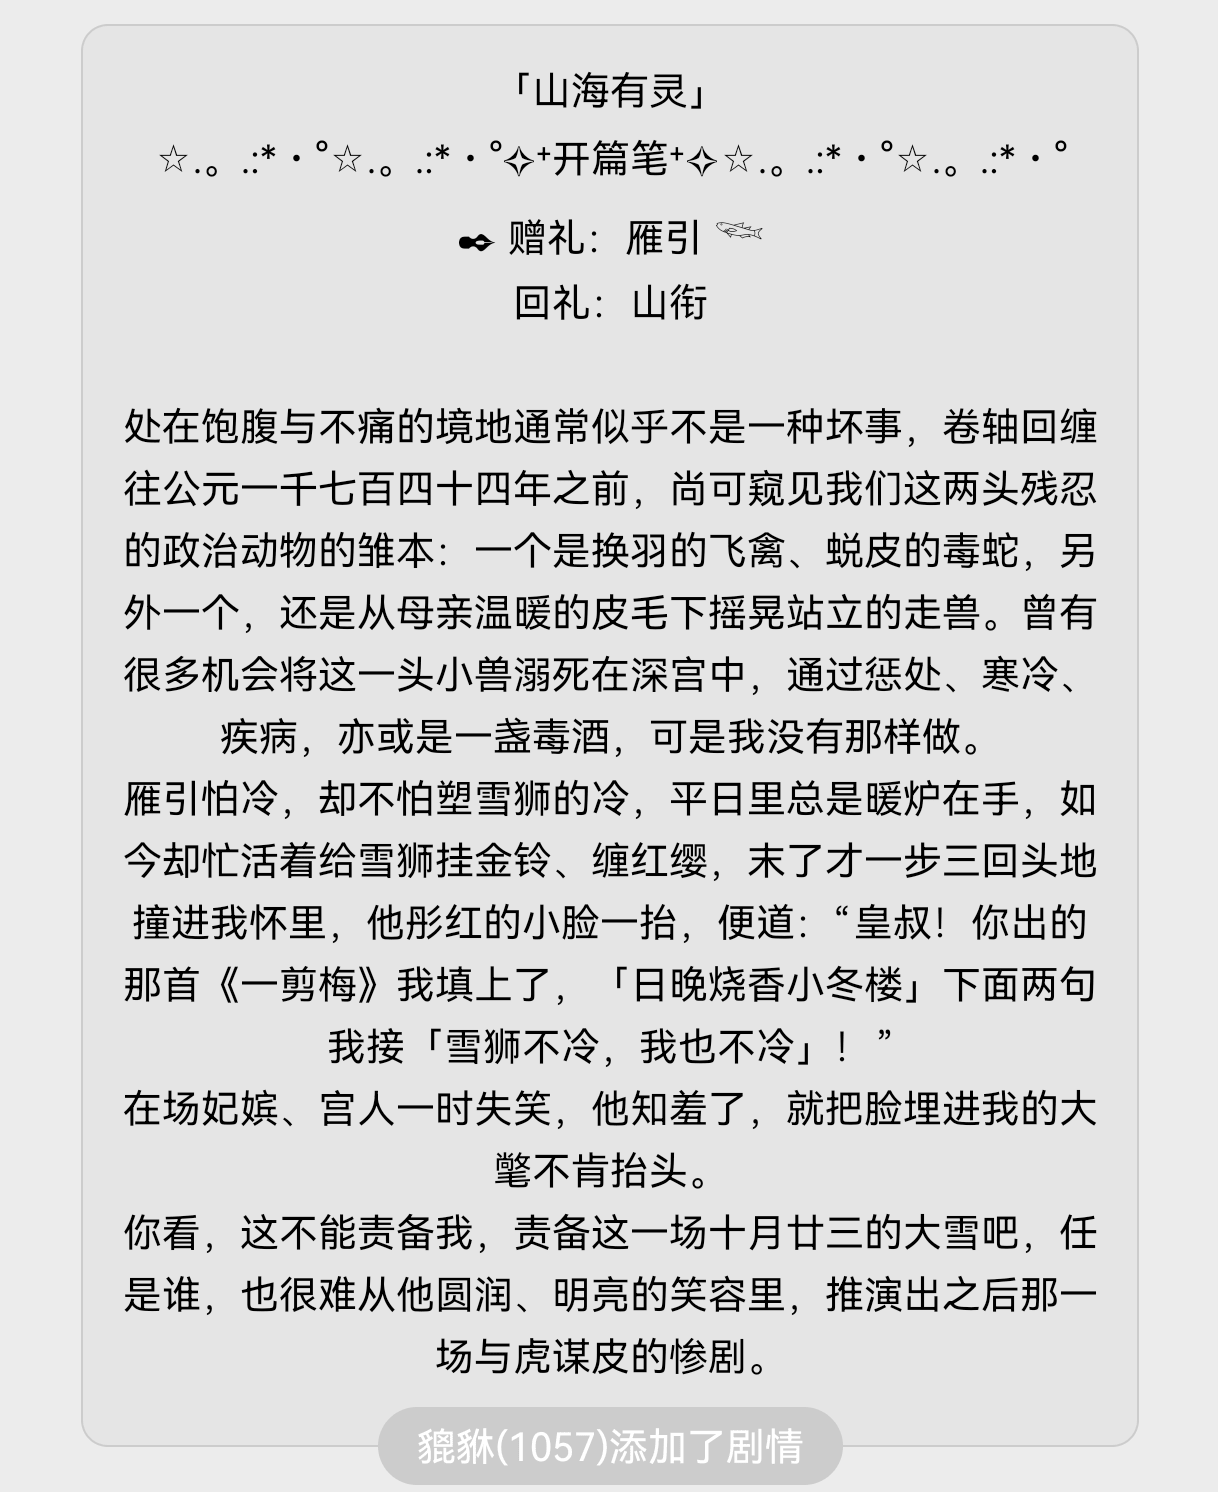 「山海有灵」
☆.。.:*・°☆.。.:*・°✧⁺开篇笔⁺✧☆.。.:*・°☆.。.:*・°
✒ 赠礼：雁引 𓆟
回礼：山衔
处在饱腹与不痛的境地通常似乎不是一种坏事，卷轴回缠
往公元一千七百四十四年之前，尚可窥见我们这两头残忍
的政治动物的雏本：一个是换羽的飞禽、蜕皮的毒蛇，另
外一个，还是从母亲温暖的皮毛下摇晃站立的走兽。曾有
很多机会将这一头小兽溺死在深宫中，通过惩处、寒冷、
疾病，亦或是一盏毒酒，可是我没有那样做。
雁引怕冷，却不怕塑雪狮的冷，平日里总是暖炉在手，如
今却忙活着给雪狮挂金铃、缠红缨，末了才一步三回头地
撞进我怀里，他彤红的小脸一抬，便道：“皇叔！你出的
那首《一剪梅》我填上了，「日晚烧香小冬楼」下面两句
我接「雪狮不冷，我也不冷」！”
在场妃嫔、宫人一时失笑，他知羞了，就把脸埋进我的大
氅不肯抬头。
你看，这不能责备我，责备这一场十月廿三的大雪吧，任
是谁，也很难从他圆润、明亮的笑容里，推演出之后那一
场与虎谋皮的惨剧。
貔貅(1057)添加了剧情